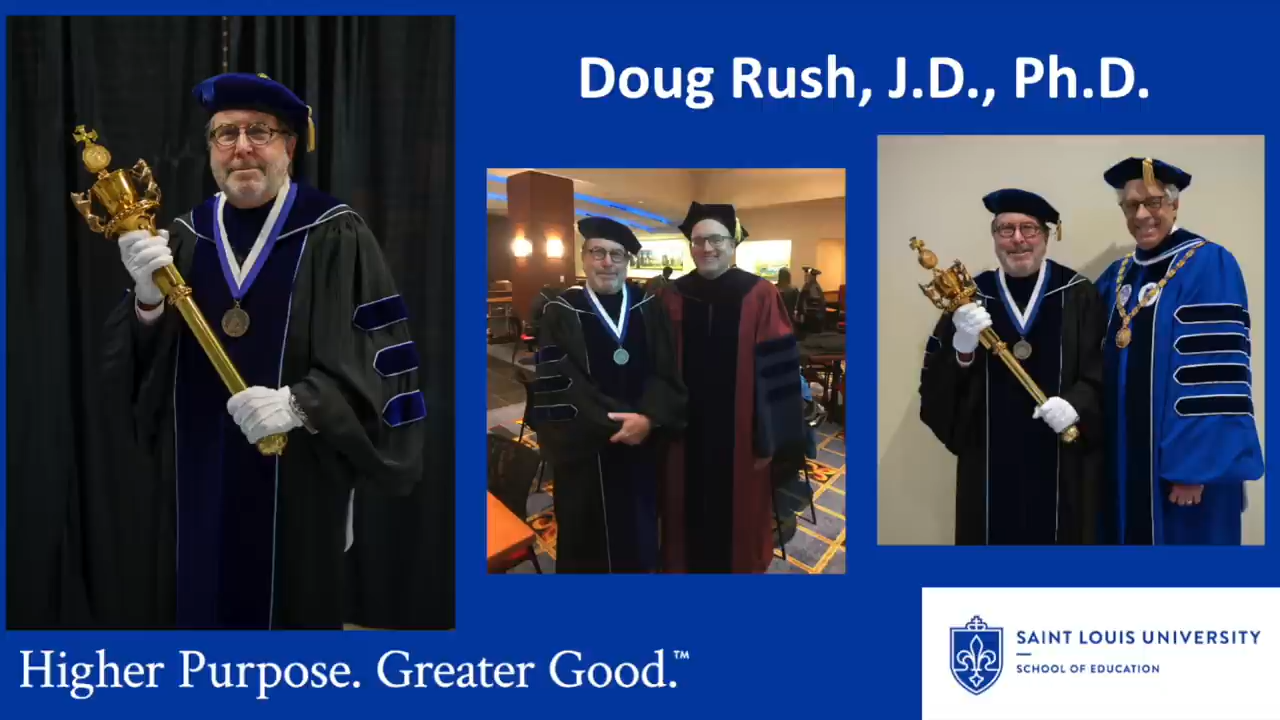 Doug Rush, J.D., Ph.D.
Higher Purpose. Greater Good.™
SAINT LOUIS UNIVERSITY
SCHOOL OF EDUCATION